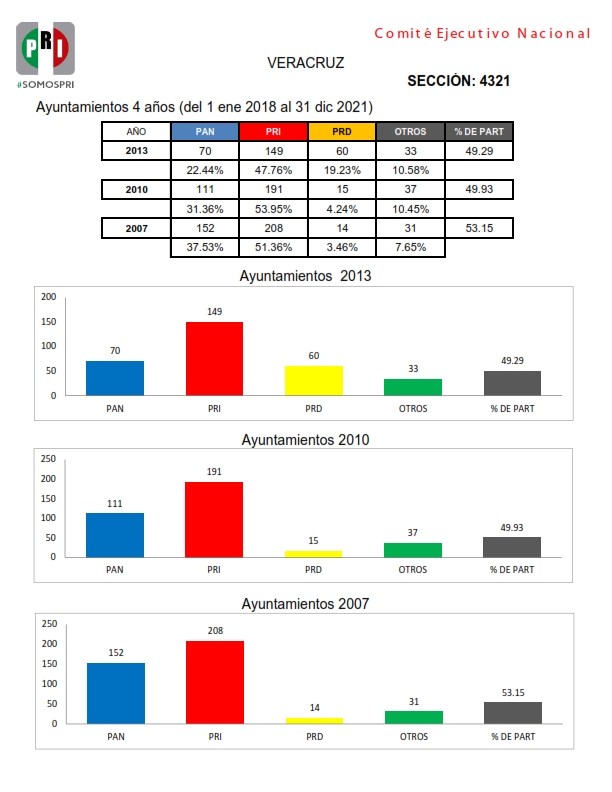 Comité Ejecutivo Nacional
PRI
#SOMOSPRI
VERACRUZ
SECCIÓN: 4321
Ayuntamientos 4 años (del 1 ene 2018 al 31 dic 2021)
AÑO PAN PRI PRD OTROS % DE PART
2013 70 149 60 33 49.29
22.44% 47.76% 19.23% 10.58%
2010 111 191 15 37 49.93
31.36% 53.95% 4.24% 10.45%
2007 152 208 14 31 53.15
37.53% 51.36% 3.46% 7.65%
Ayuntamientos 2013
200
150
100
50
0
70 149 60 33 49.29
PAN PRI PRD OTROS % DE PART
Ayuntamientos 2010
250
200
150
100
50
0
111 191 15 37 49.93
PAN PRI PRD OTROS % DE PART
Ayuntamientos 2007
250
200
150
100
50
0
152 208 14 31 53.15
PAN PRI PRD OTROS % DE PART